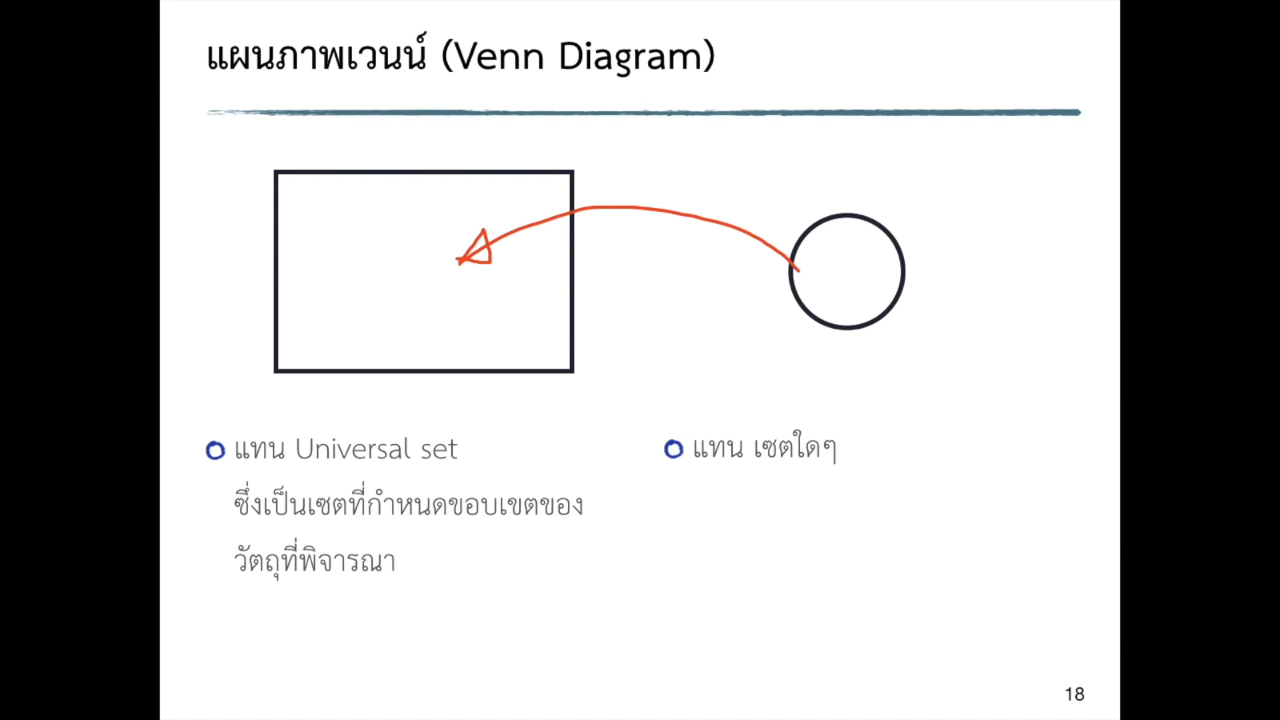 แผนภาพเวนน์ (Venn Diagram)
แทน Universal set
ซึ่งเป็นเซตที่กำหนดขอบเขตของ
วัตถุที่พิจารณา
แทน เซตใดๆ
18